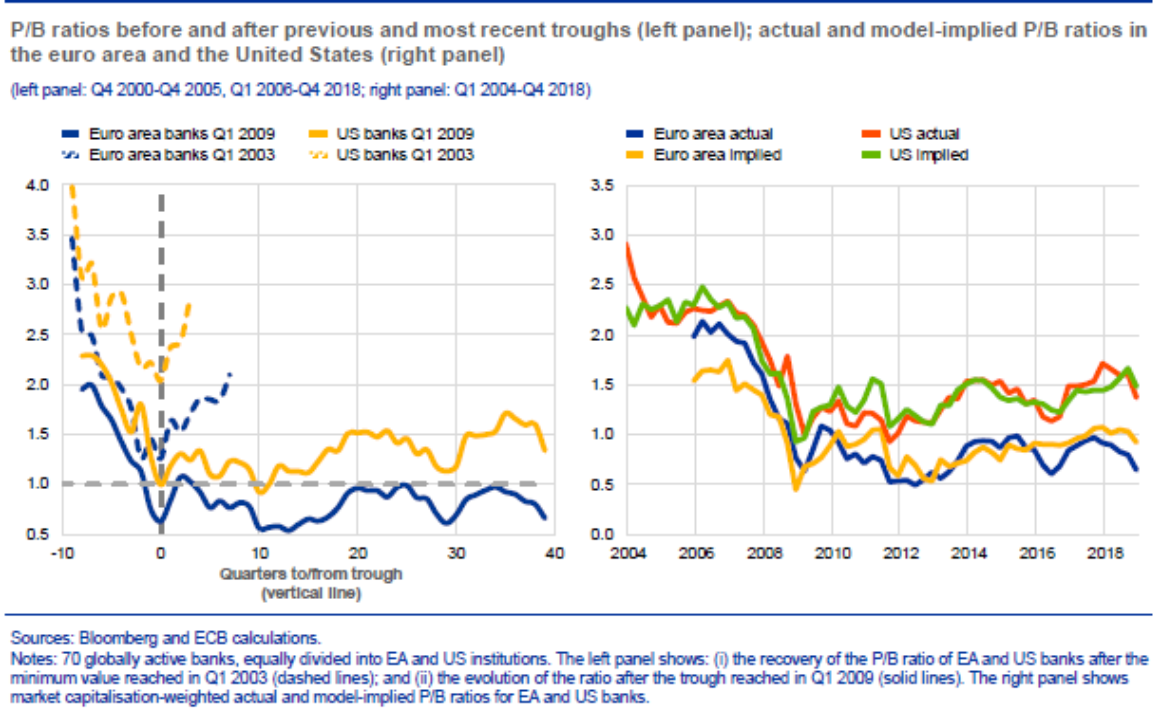 P/B ratios before and after previous and most recent troughs (left panel); actual and model-implied P/B ratios in
the euro area and the United States (right panel)
(left panel: Q4 2000-Q4 2005, Q1 2006-Q4 2018; right panel: Q1 2004-Q4 2018)
Euro area banks Q1 2009
US banks Q1 2009
Euro area banks Q1 2003
US banks Q1 2003
4.0
3.5
3.0
2.5
2.0
1.5
1.0
0.5
-10
0
10
20
30
40
Quarters to/from trough
(vertical line)
Euro area actual
US actual
Euro area implied
US implied
3.5
3.0
2.5
2.0
1.5
1.0
0.5
0.0
2004
2006
2008
2010
2012
2014
2016
2018
Sources: Bloomberg and ECB calculations.
Notes: 70 globally active banks, equally divided into EA and US institutions. The left panel shows: (i) the recovery of the P/B ratio of EA and US banks after the
minimum value reached in Q1 2003 (dashed lines); and (ii) the evolution of the ratio after the trough reached in Q1 2009 (solid lines). The right panel shows
market capitalisation-weighted actual and model-implied P/B ratios for EA and US banks.